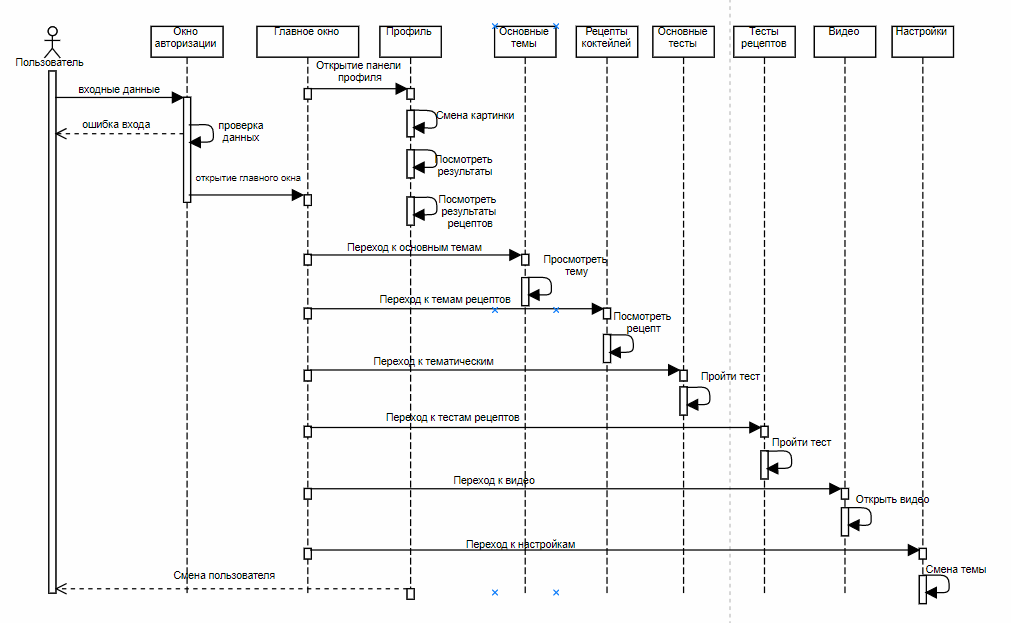 Окно
авторизации
Главное окно
Профиль
Основные
темы
Рецепты
коктейлей
Основные
тесты
Тесты
рецептов
Видео
Настройки
Пользователь
Открытие панели
профиля
входные данные
Смена картинки
ошибка входа
проверка
данных
Посмотреть
результаты
открытие главного окна
Посмотреть
результаты
рецептов
Переход к основным темам
Просмотреть
тему
Переход к темам рецептов
Посмотреть
рецепт
Переход к тематическим
Пройти тест
Переход к тестам рецептов
Пройти тест
Переход к видео
Открыть видео
Переход к настройкам
Смена темы
Смена пользователя